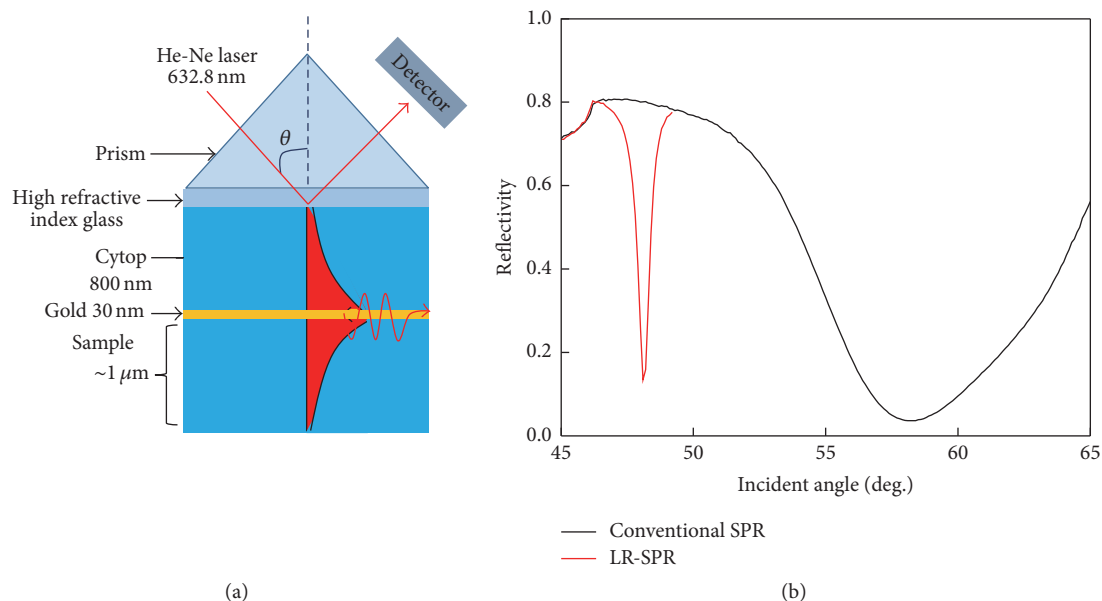 He-Ne laser
632.8 nm
Detector
θ
Prism
High refractive
index glass
Cytop
800 nm
Gold 30 nm
Sample
~1 μm
(a)
1.0
0.8
0.6
0.4
0.2
0.0
Reflectivity
45
50
55
60
65
Incident angle (deg.)
Conventional SPR
LR-SPR
(b)